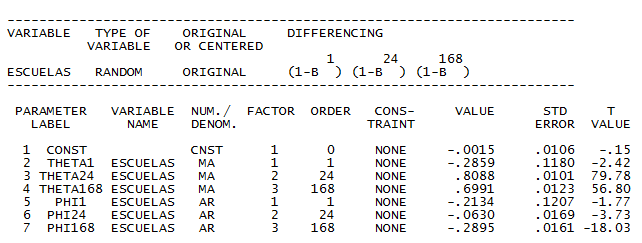 VARIABLE TYPE OF ORIGINAL DIFFERENCING
VARIABLE OR CENTERED
1 24 168
ESCUELAS RANDOM ORIGINAL (1-B ) (1-B ) (1-B )
PARAMETER VARIABLE NUM./ FACTOR ORDER CONS- VALUE STD T
LABEL NAME DENOM. TRAINT ERROR VALUE
1 CONST CNST 1 0 NONE -.0015 .0106 -.15
2 THETA1 ESCUELAS MA 1 1 NONE -.2859 .1180 -2.42
3 THETA24 ESCUELAS MA 2 24 NONE .8088 .0101 79.78
4 THETA168 ESCUELAS MA 3 168 NONE .6991 .0123 56.80
5 PHI1 ESCUELAS AR 1 1 NONE -.2134 .1207 -1.77
6 PHI24 ESCUELAS AR 2 24 NONE -.0630 .0169 -3.73
7 PHI168 ESCUELAS AR 3 168 NONE -.2895 .0161 -18.03